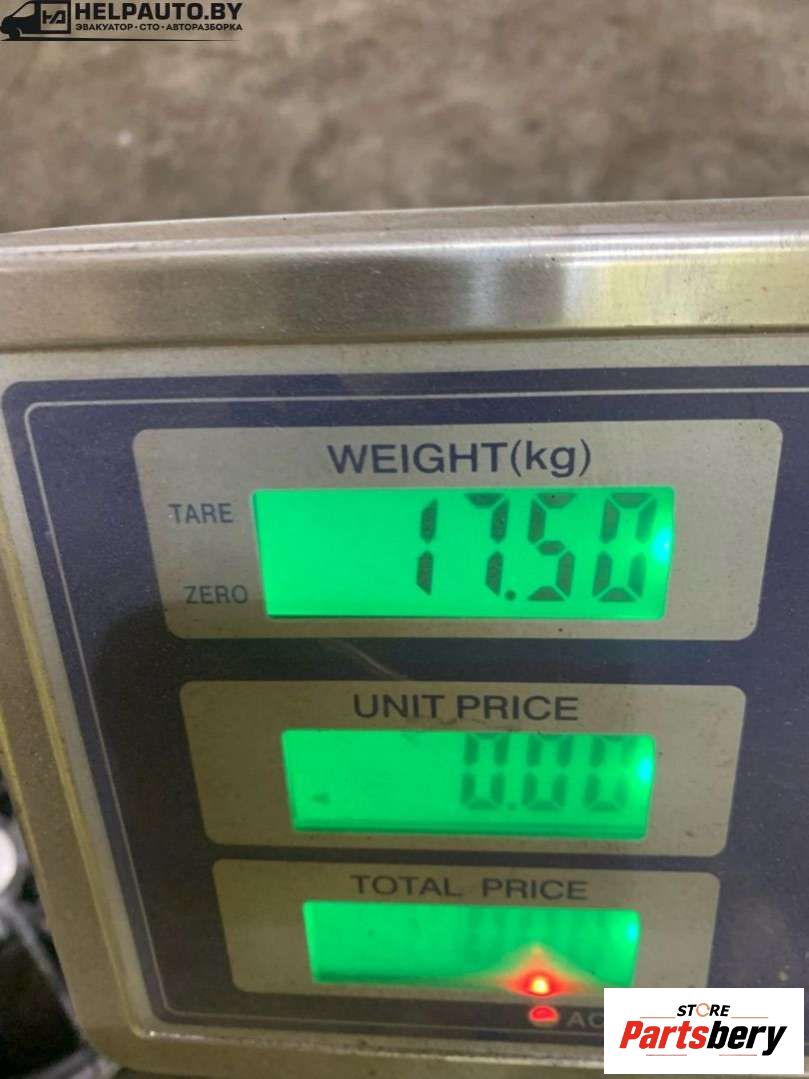 HELPAUTO.BY
ЭВАКУАТОР•СТО•АВТОРАЗБОРКА
WEIGHT(kg)
TARE
17.50
ZERO
UNIT PRICE
0.00
TOTAL PRICE
AC
STORE
Partsbery